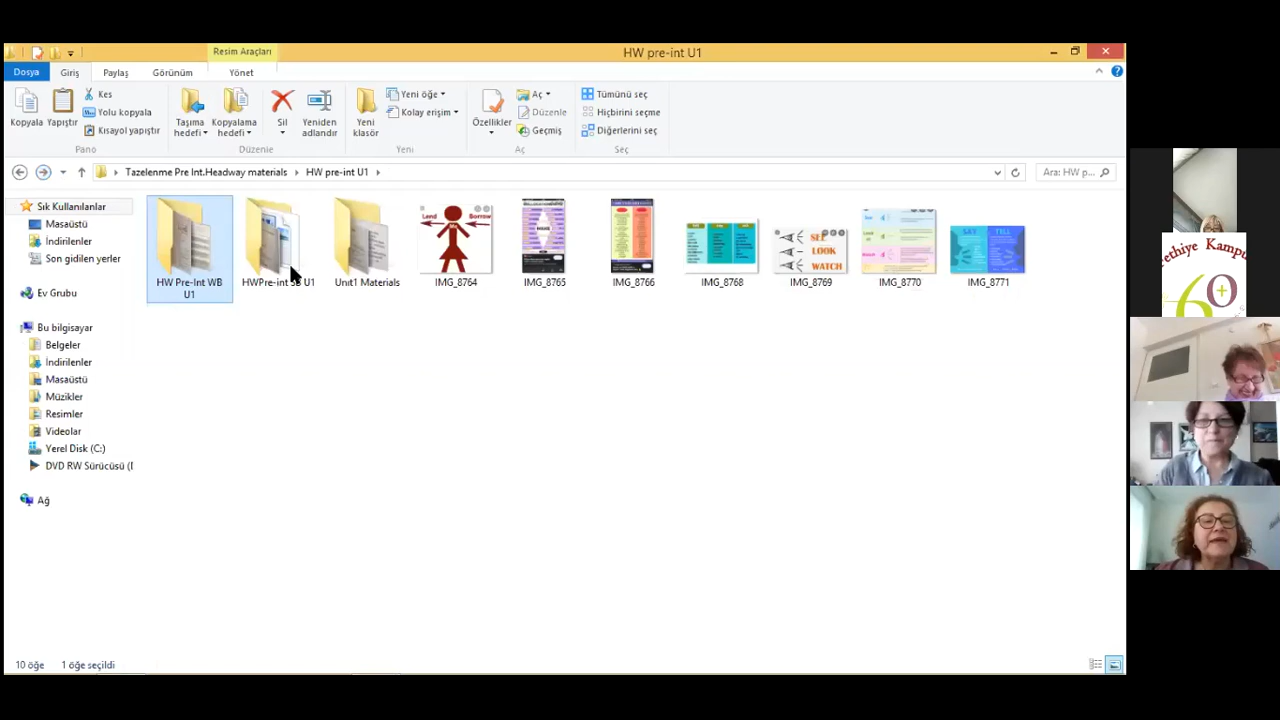 Resim Araçları
HW pre-int U1
Dosya
Giriş
Paylaş
Görünüm
Yönet
Kopyala
Yapıştır
Kes
Yolu kopyala
Kısayol yapıştır
Taşıma hedefi
Kopyalama hedefi
Sil
Yeniden adlandır
Yeni klasör
Yeni öğe
Kolay erişim
Özellikler
Aç
Düzenle
Geçmiş
Tümünü seç
Hiçbirini seçme
Diğerlerini seç
Pano
Düzenle
Yeni
Aç
Seç
Tazelenme Pre Int.Headway materials
HW pre-int U1
Ara: HW p...
Sık Kullanılanlar
Masaüstü
İndirilenler
Son gidilen yerler
Ev Grubu
Bu bilgisayar
Belgeler
İndirilenler
Masaüstü
Müzikler
Resimler
Videolar
Yerel Disk (C:)
DVD RW Sürücüsü (
Ağ
HW Pre-Int WB
U1
HWPre-int SB U1
Unit1 Materials
Lend
Borrow
IMG_8764
IMG_8765
IMG_8766
IMG_8768
SEE
LOOK
WATCH
IMG_8769
IMG_8770
SAY
TELL
IMG_8771
10 öğe
1 öğe seçildi
ethiye Kampu
60+